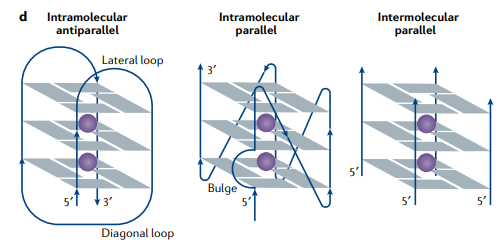 d
Intramolecular
antiparallel
Lateral loop
5′
3′
Diagonal loop
Intramolecular
parallel
3′
Bulge
5′
Intermolecular
parallel
5′
5′
5′